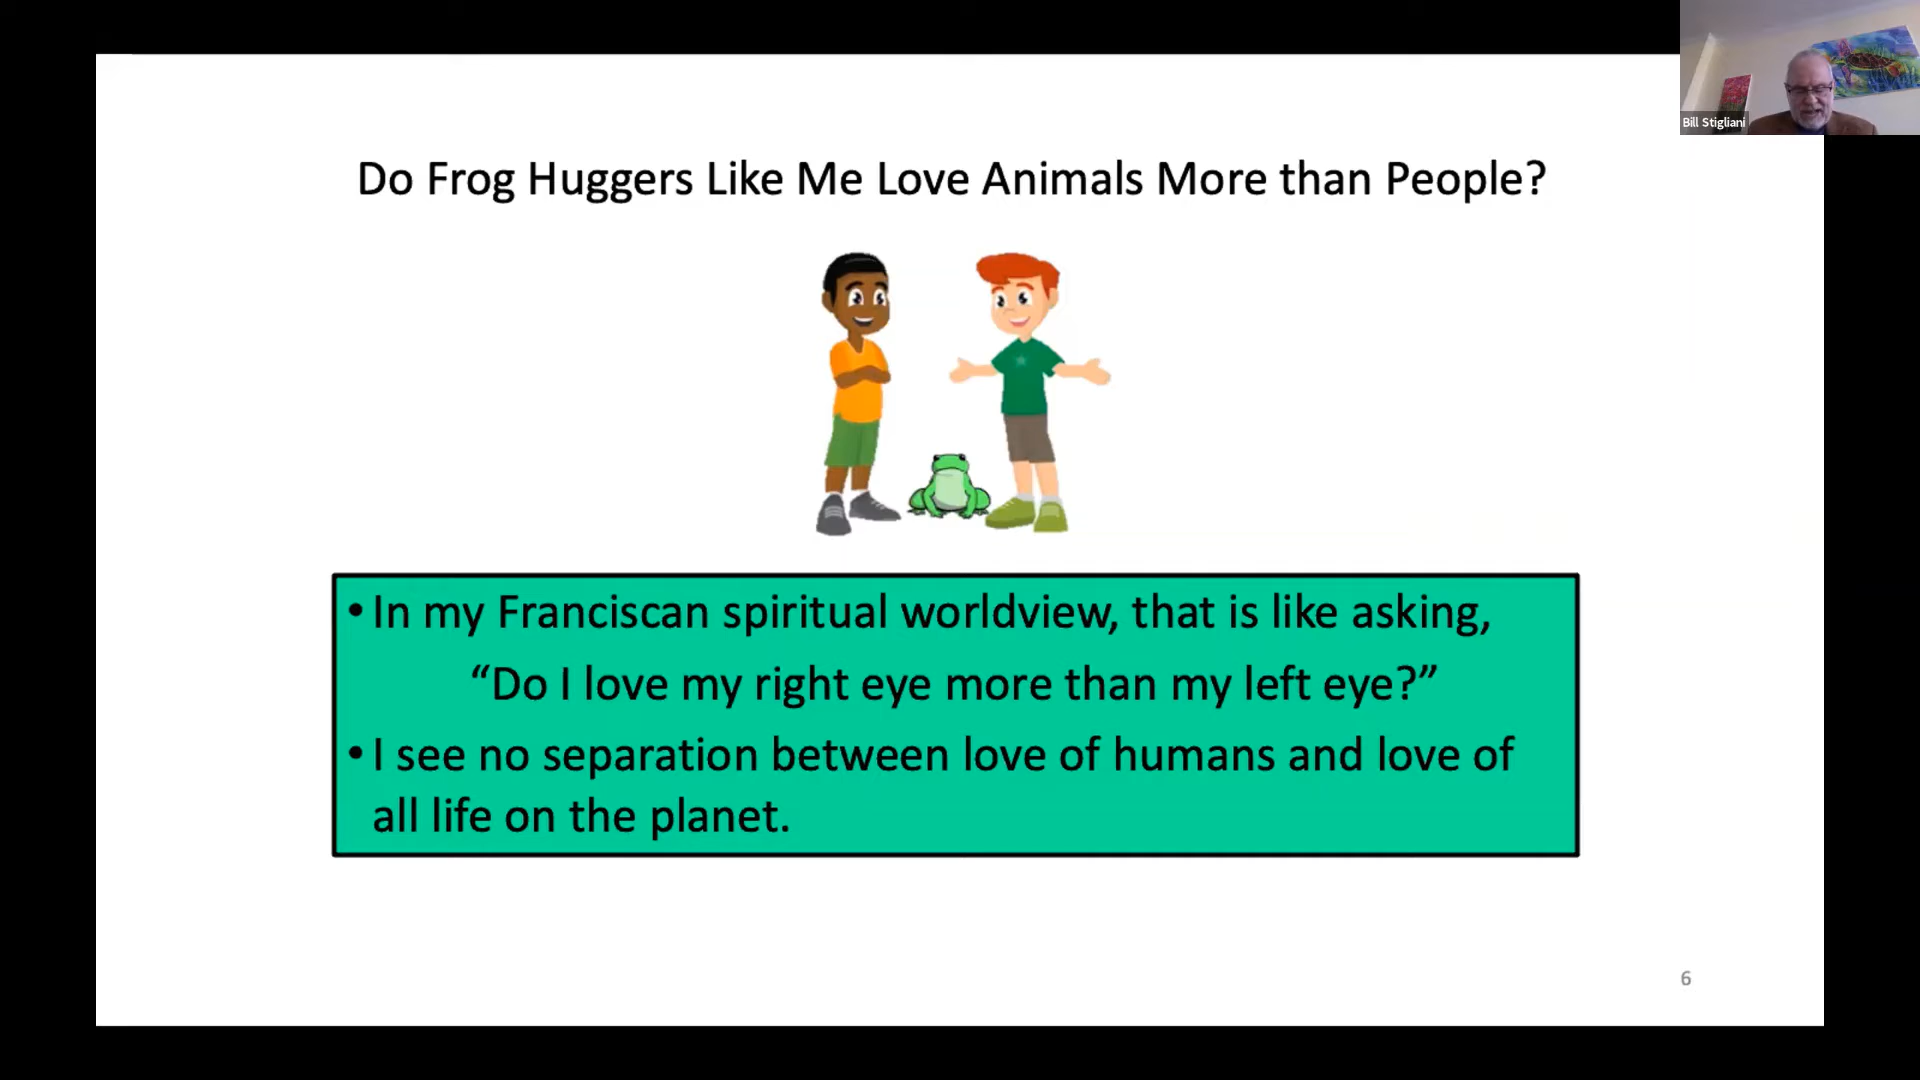 Bill Stigliani
Do Frog Huggers Like Me Love Animals More than People?
• In my Franciscan spiritual worldview, that is like asking,
“Do I love my right eye more than my left eye?”
• I see no separation between love of humans and love of
all life on the planet.
6